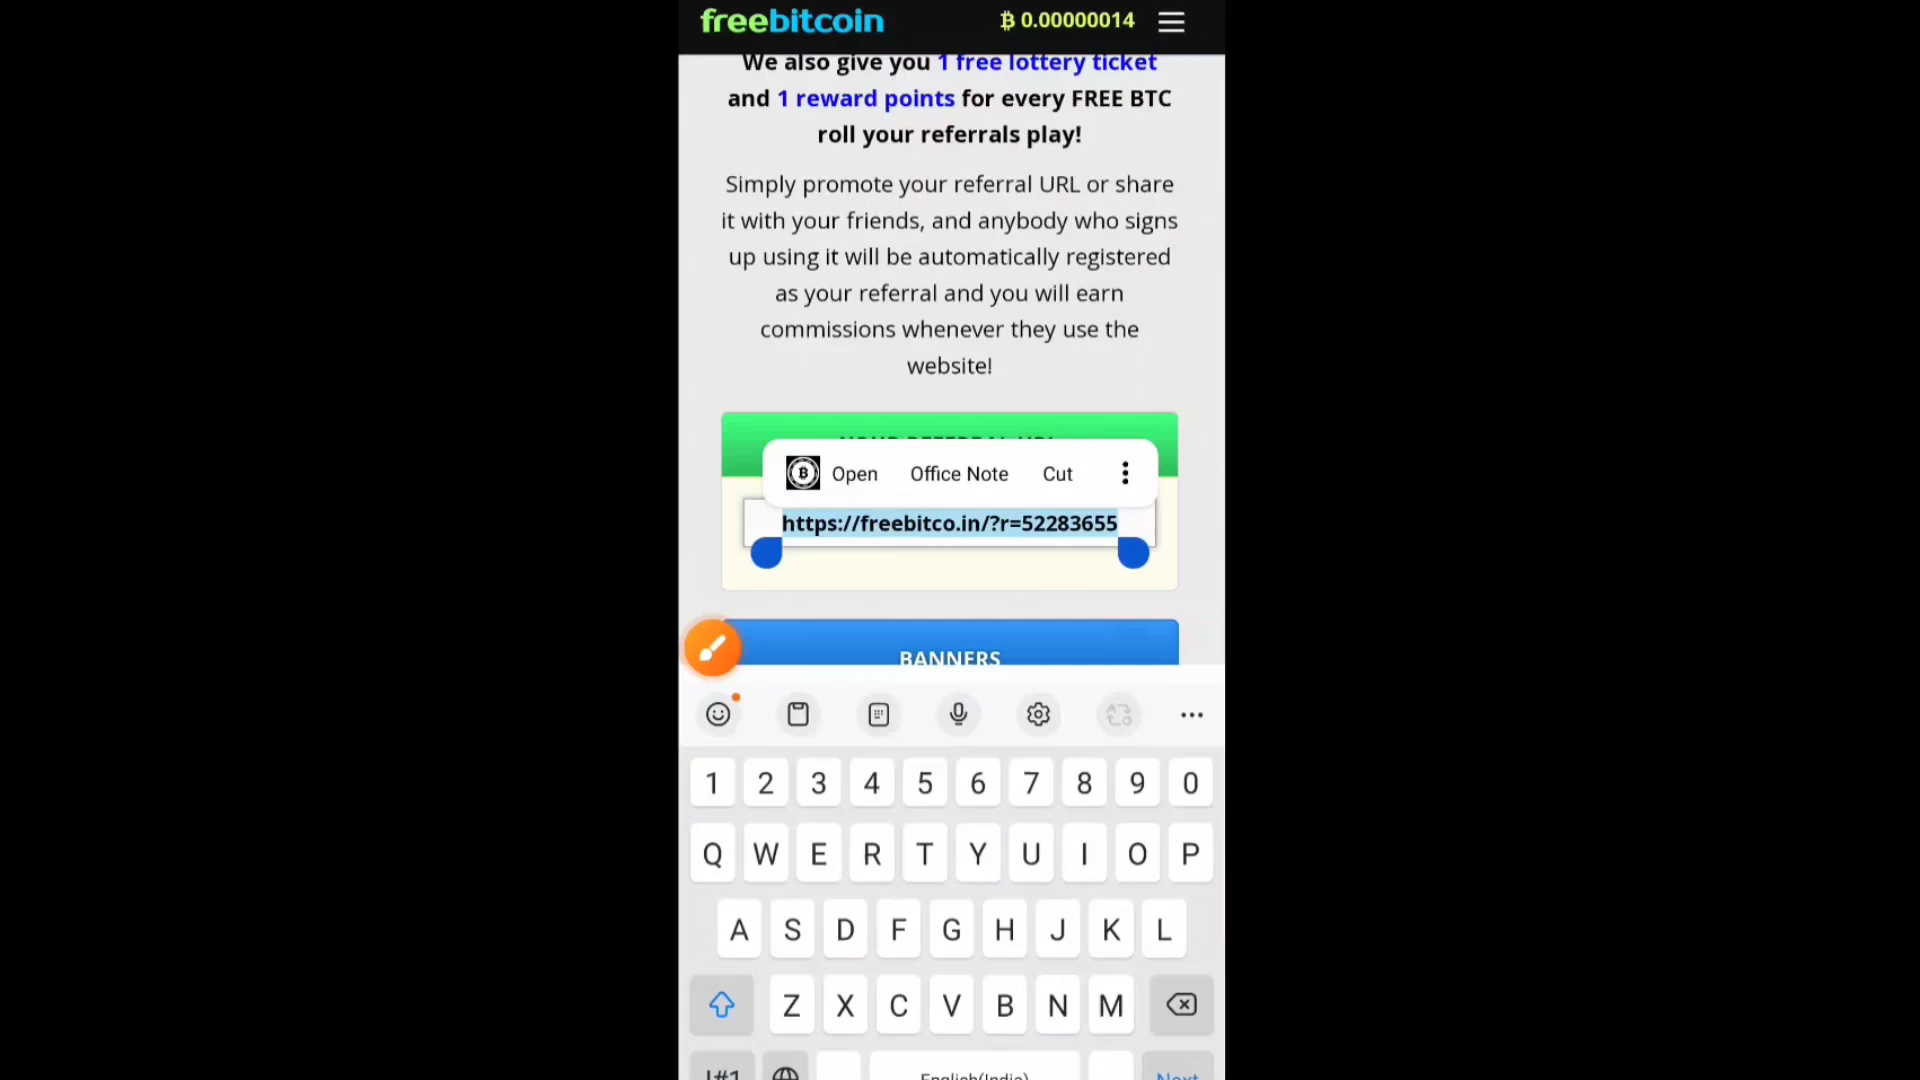 freebitcoin
₿ 0.00000014
We also give you 1 free lottery ticket
and 1 reward points for every FREE BTC
roll your referrals play!
Simply promote your referral URL or share
it with your friends, and anybody who signs
up using it will be automatically registered
as your referral and you will earn
commissions whenever they use the
website!
Open Office Note Cut
https://freebitco.in/?r=52283655
BANNERS
1 2 3 4 5 6 7 8 9 0
Q W E R T Y U I O P
A S D F G H J K L
Z X C V B N M
!#1 English(India) Next